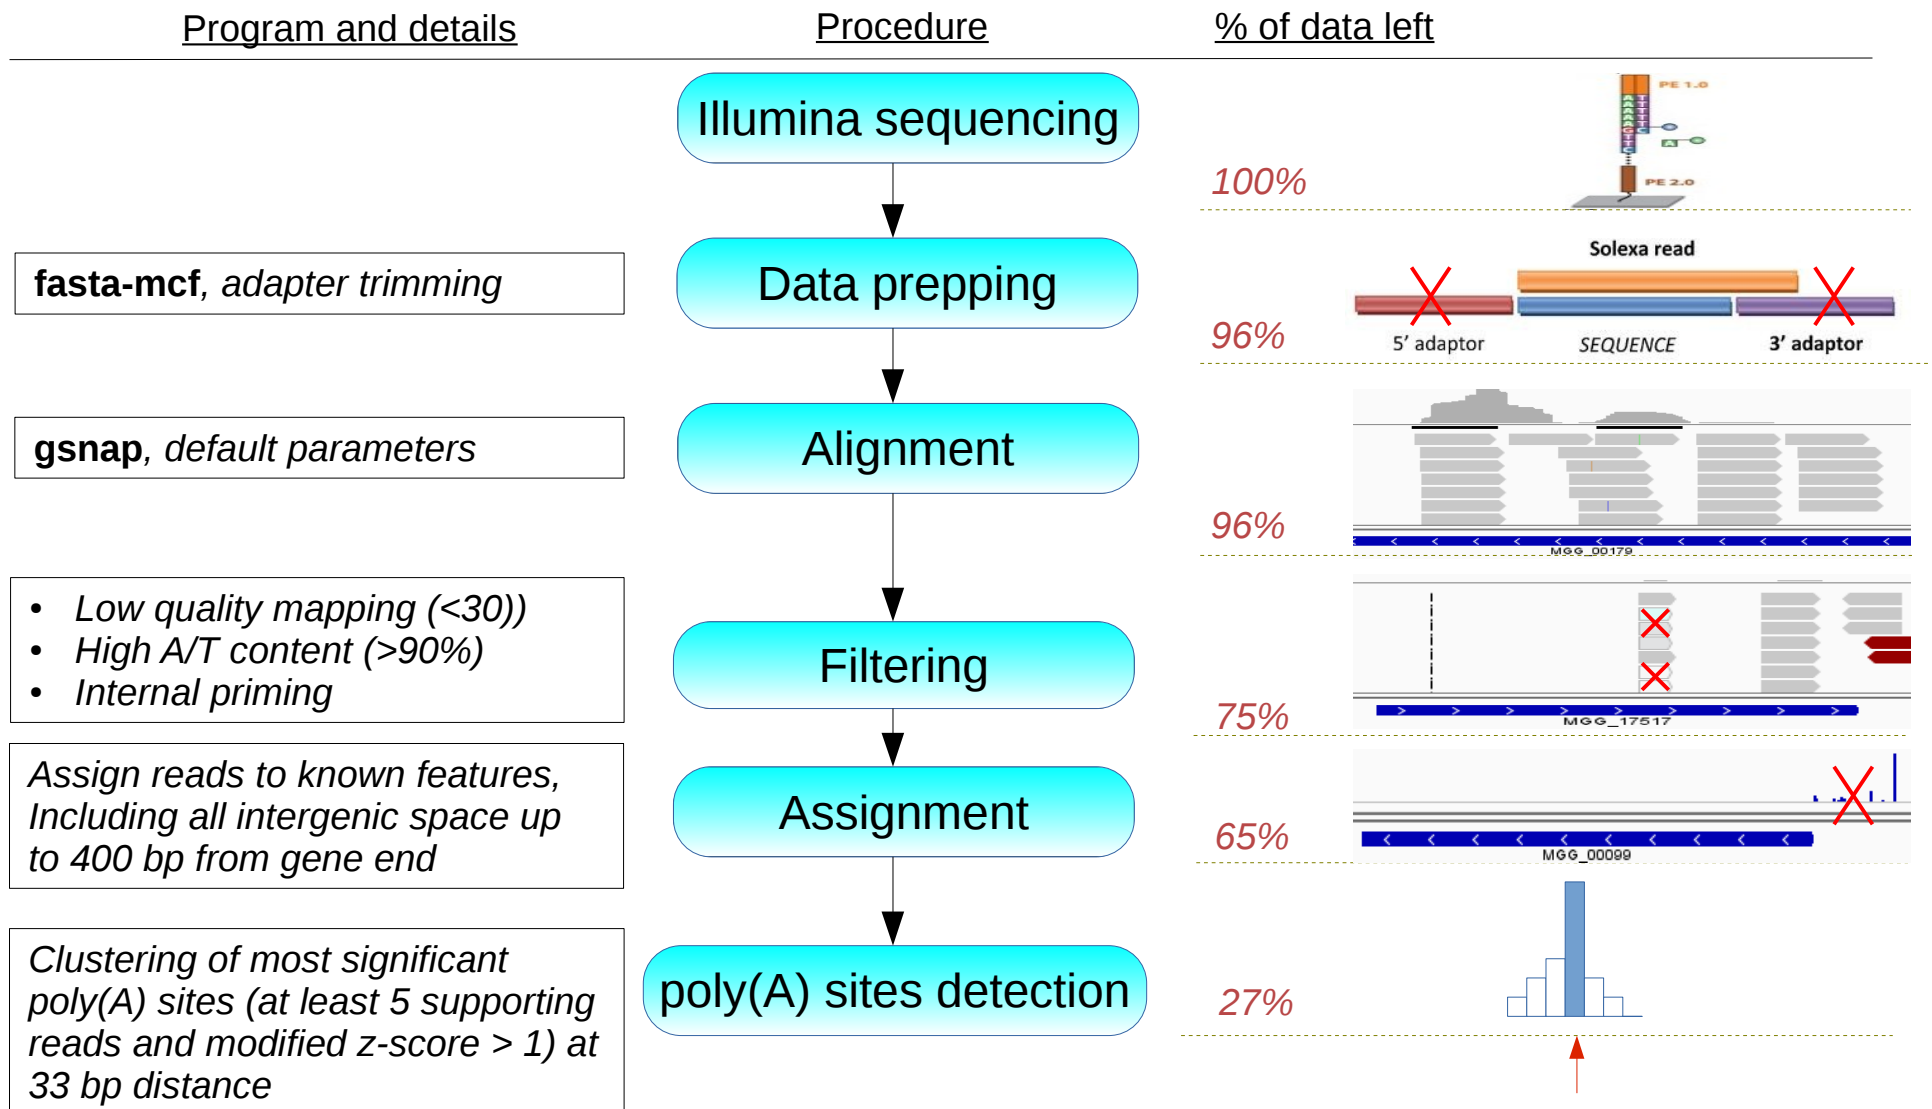 Program and details
Procedure
% of data left
Illumina sequencing
100%
PE 1.0
A
PE 2.0
fasta-mcf, adapter trimming
Data prepping
96%
Solexa read
5’ adaptor
SEQUENCE
3’ adaptor
gsnap, default parameters
Alignment
96%
MGG_00179
• Low quality mapping (<30))
• High A/T content (>90%)
• Internal priming
Filtering
75%
MGG_17517
Assign reads to known features,
Including all intergenic space up
to 400 bp from gene end
Assignment
65%
MGG_00099
Clustering of most significant
poly(A) sites (at least 5 supporting
reads and modified z-score > 1) at
33 bp distance
poly(A) sites detection
27%